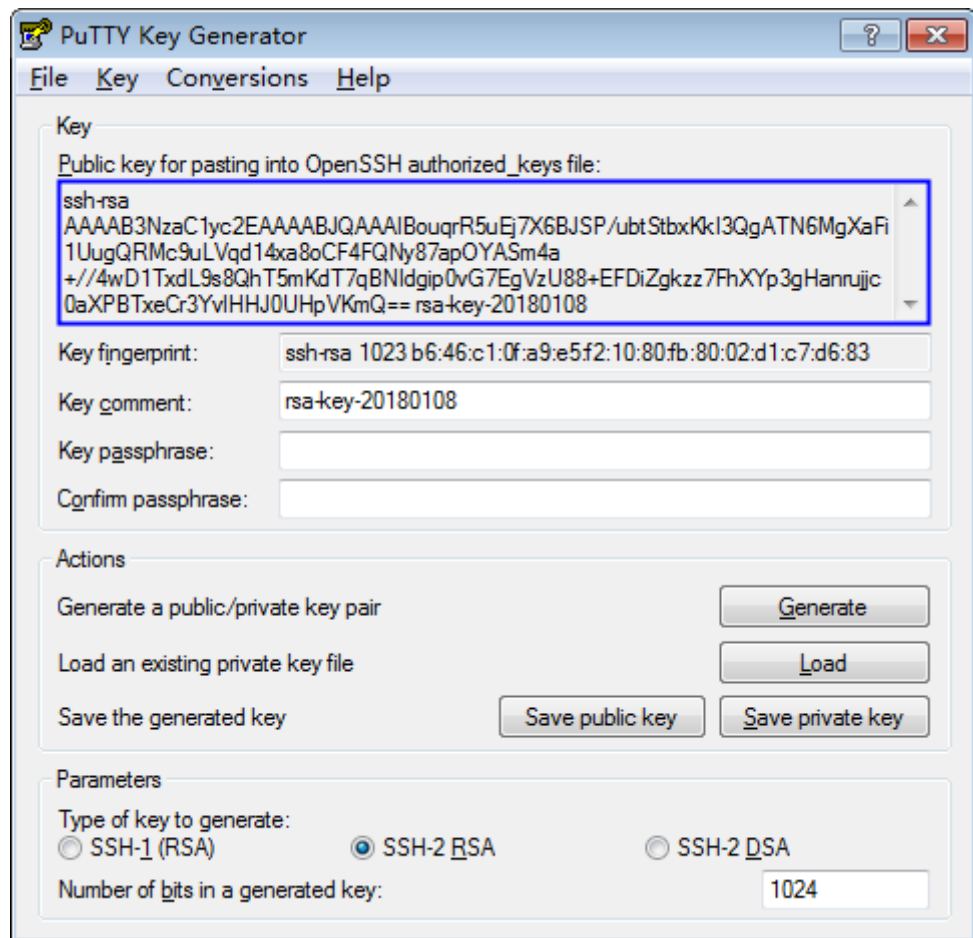 PuTTY Key Generator
File Key Conversions Help
Key
Public key for pasting into OpenSSH authorized_keys file:
ssh-rsa
AAAAB3NzaC1yc2EAAAABJQAAAIBouqrR5uEj7X6BJSP/ubtStbxKkI3QgATN6MgXaFi
1UugQRMc9uLVqd14xa8oCF4FQNy87apOYASm4a
+//4wD1TxdL9s8QhT5mKdT7qBNIdgip0vG7EgVzU88+EFDiZgkzz7FhXYp3gHanrujjc
0aXPBTxeCr3YvIHHJ0UHpVKmQ== rsa-key-20180108
Key fingerprint: ssh-rsa 1023 b6:46:c1:0f:a9:e5:f2:10:80:fb:80:02:d1:c7:d6:83
Key comment: rsa-key-20180108
Key passphrase:
Confirm passphrase:
Actions
Generate a public/private key pair Generate
Load an existing private key file Load
Save the generated key Save public key Save private key
Parameters
Type of key to generate:
SSH-1 (RSA) SSH-2 RSA SSH-2 DSA
Number of bits in a generated key: 1024